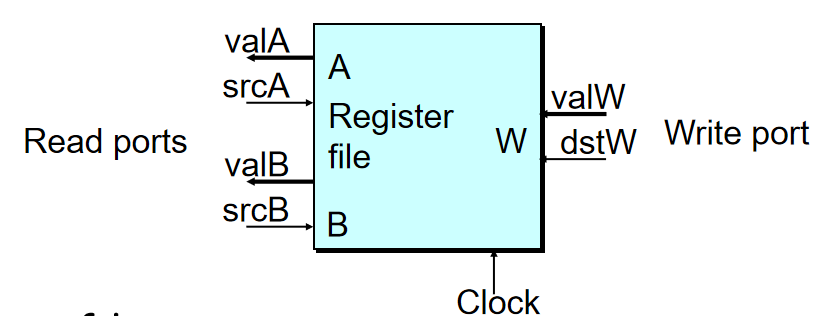 valA
srcA
A
Register
file
Read ports
valB
srcB
B
W
valW
dstW
Write port
Clock